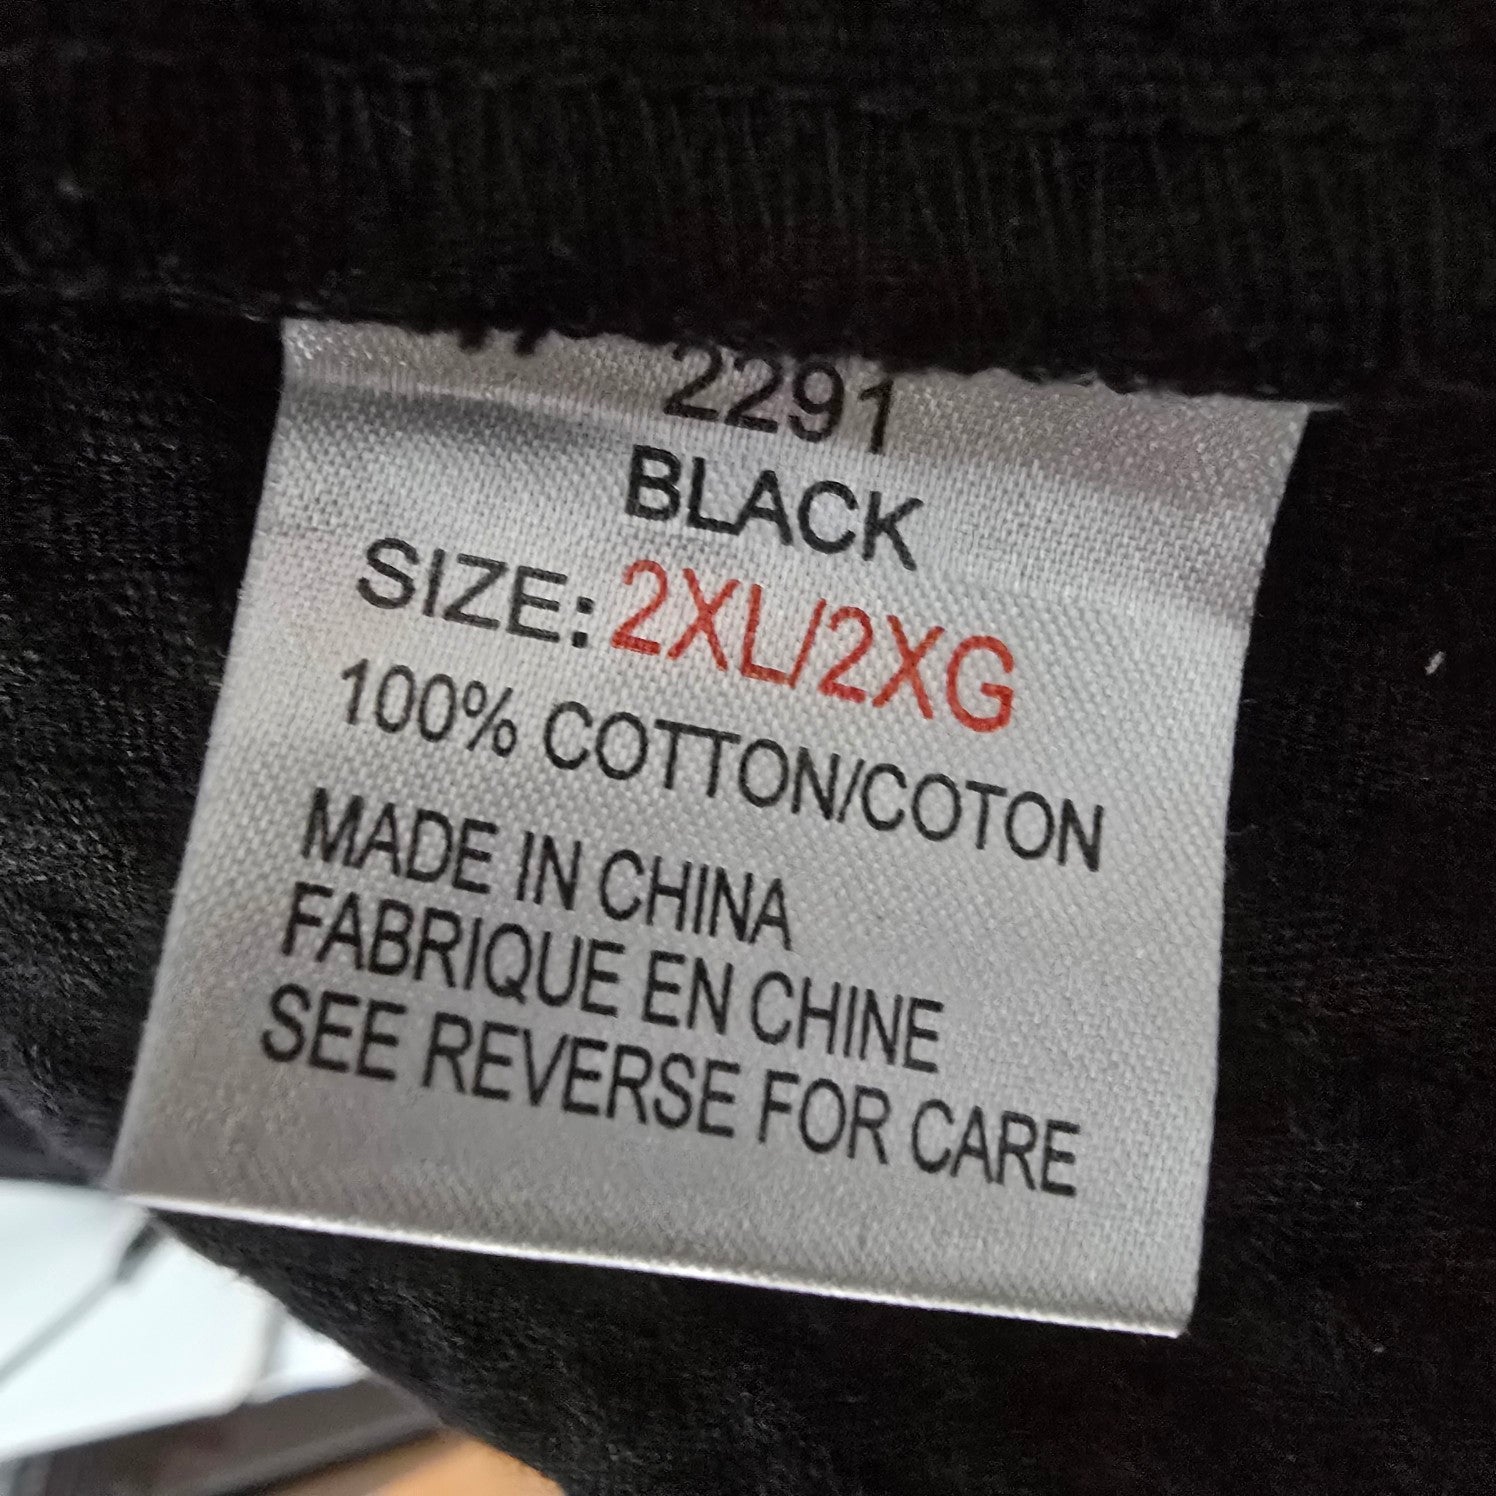 2291
BLACK
SIZE: 2XL/2XG
100% COTTON/COTON
MADE IN CHINA
FABRIQUE EN CHINE
SEE REVERSE FOR CARE